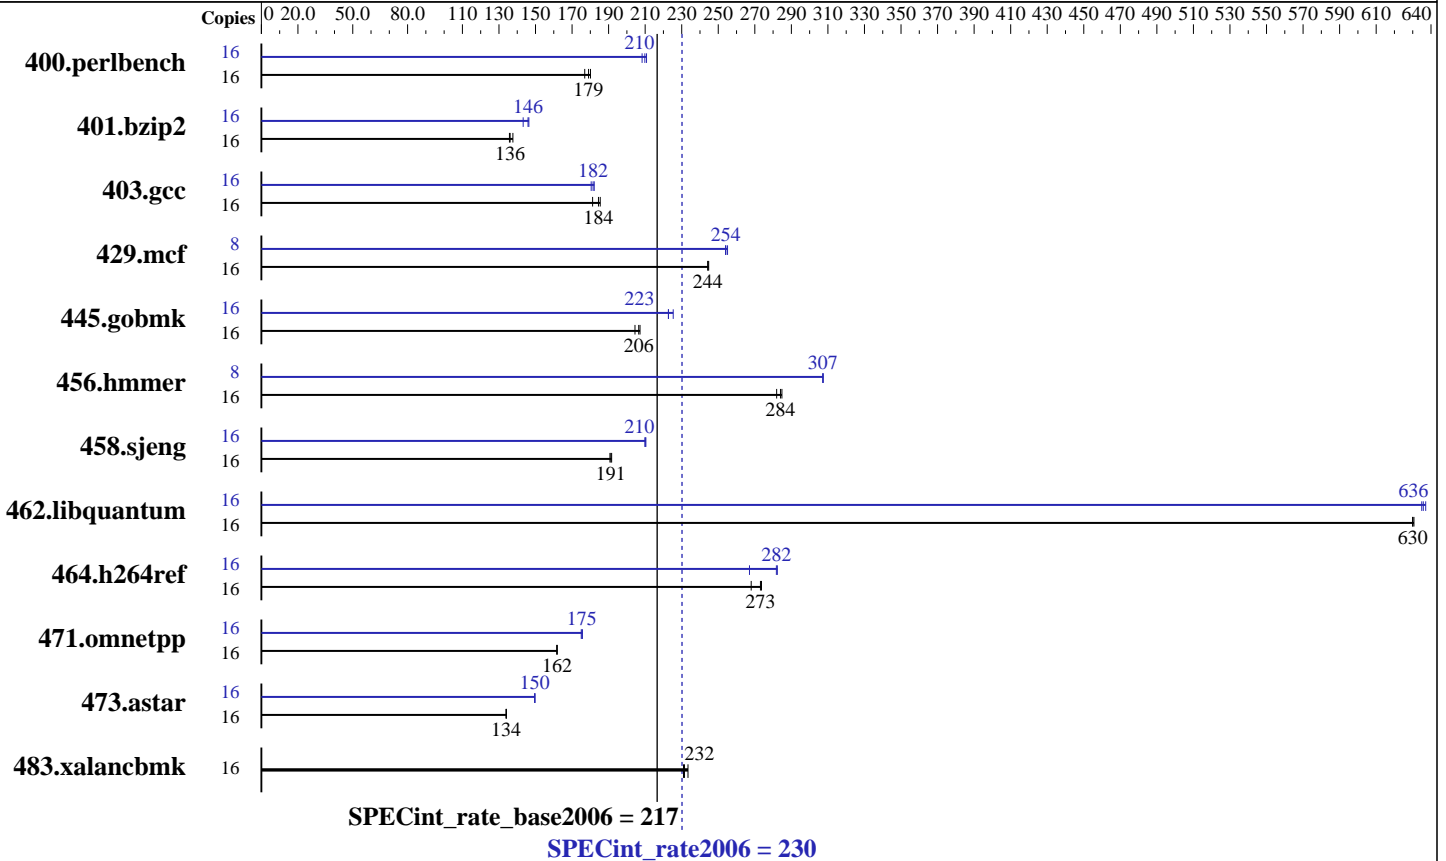 Copies 0 20.0 50.0 80.0 110 130 150 170 190 210 230 250 270 290 310 330 350 370 390 410 430 450 470 490 510 530 550 570 590 610 640
400.perlbench 16 210
16 179
401.bzip2 16 146
16 136
403.gcc 16 182
16 184
429.mcf 8 254
16 244
445.gobmk 16 223
16 206
456.hmmer 8 307
16 284
458.sjeng 16 210
16 191
462.libquantum 16 636
16 630
464.h264ref 16 282
16 273
471.omnetpp 16 175
16 162
473.astar 16 150
16 134
483.xalancbmk 16 232
SPECint_rate_base2006 = 217
SPECint_rate2006 = 230